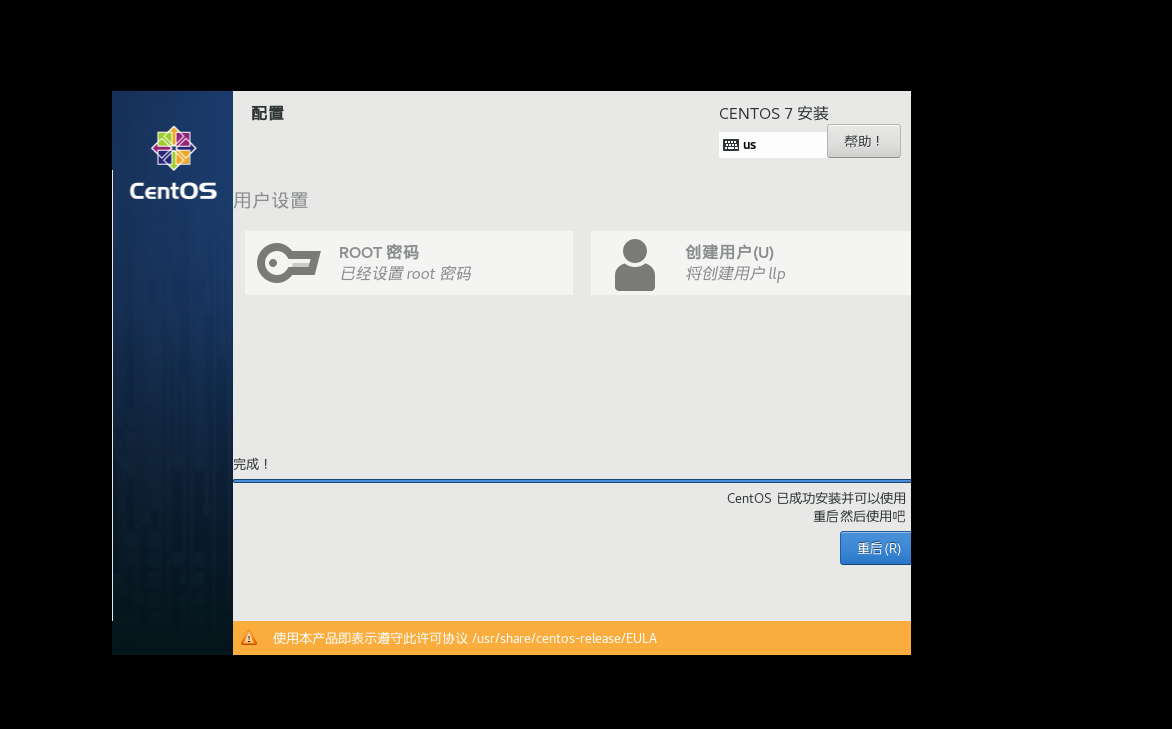 CentOS
配置
CENTOS 7 安装
us
帮助！
用户设置
ROOT 密码
已经设置 root 密码
创建用户(U)
将创建用户 llp
完成！
CentOS 已成功安装并可以使用
重启然后使用吧
重启(R)
使用本产品即表示遵守此许可协议 /usr/share/centos-release/EULA